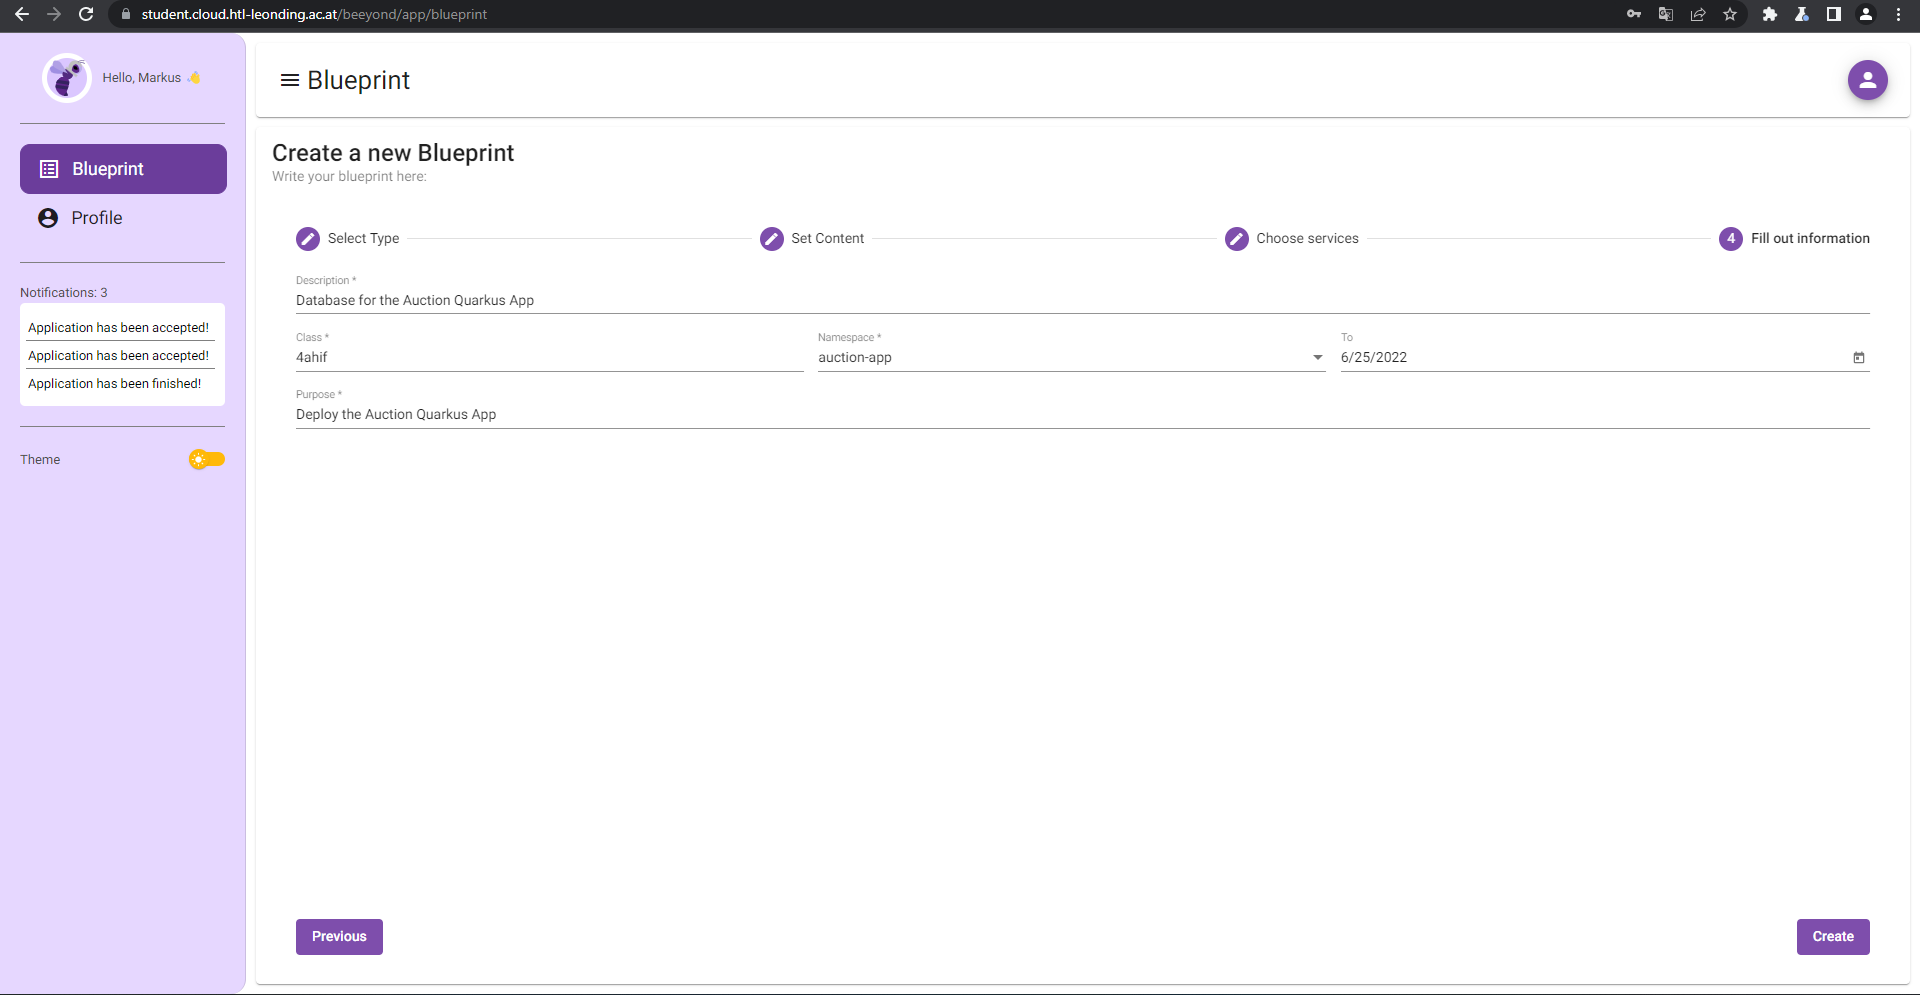 student.cloud.htl-leonding.ac.at/beeyond/app/blueprint
Hello, Markus 👋
Blueprint
Profile
Notifications: 3
Application has been accepted!
Application has been accepted!
Application has been finished!
Theme
Blueprint
Create a new Blueprint
Write your blueprint here:
Select Type
Set Content
Choose services
4 Fill out information
Description *
Database for the Auction Quarkus App
Class *
4ahif
Namespace *
auction-app
To
6/25/2022
Purpose *
Deploy the Auction Quarkus App
Previous
Create